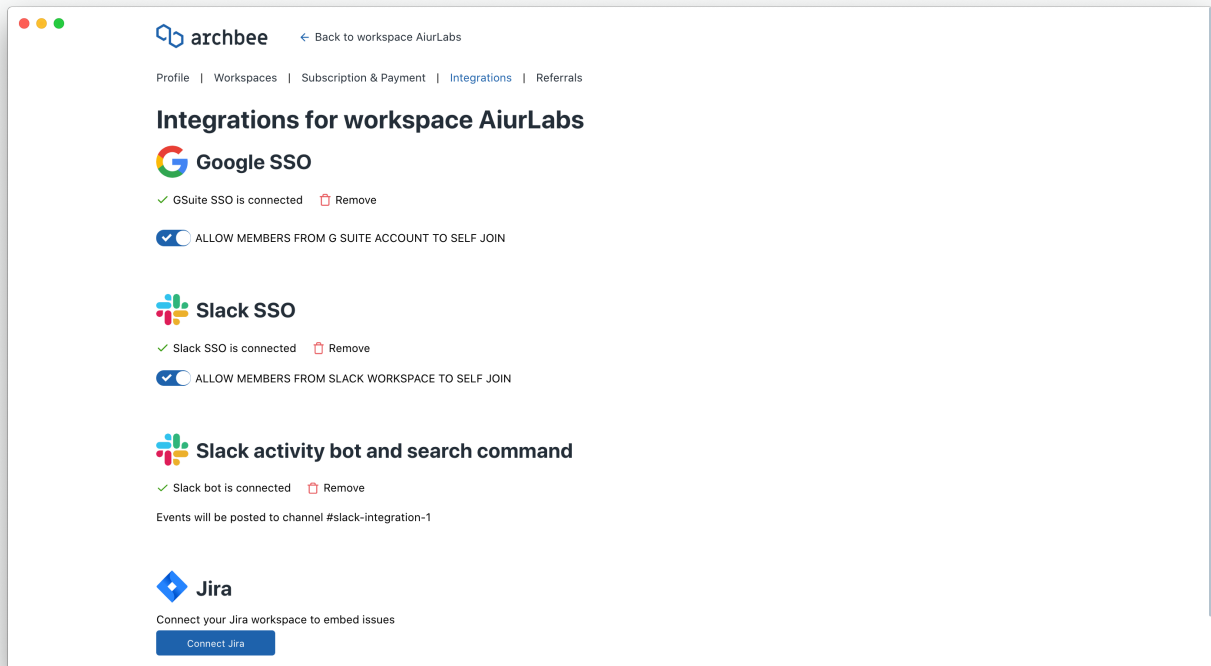 archbee
← Back to workspace AiurLabs
Profile | Workspaces | Subscription & Payment | Integrations | Referrals
Integrations for workspace AiurLabs
Google SSO
GSuite SSO is connected Remove
ALLOW MEMBERS FROM G SUITE ACCOUNT TO SELF JOIN
Slack SSO
Slack SSO is connected Remove
ALLOW MEMBERS FROM SLACK WORKSPACE TO SELF JOIN
Slack activity bot and search command
Slack bot is connected Remove
Events will be posted to channel #slack-integration-1
Jira
Connect your Jira workspace to embed issues
Connect Jira